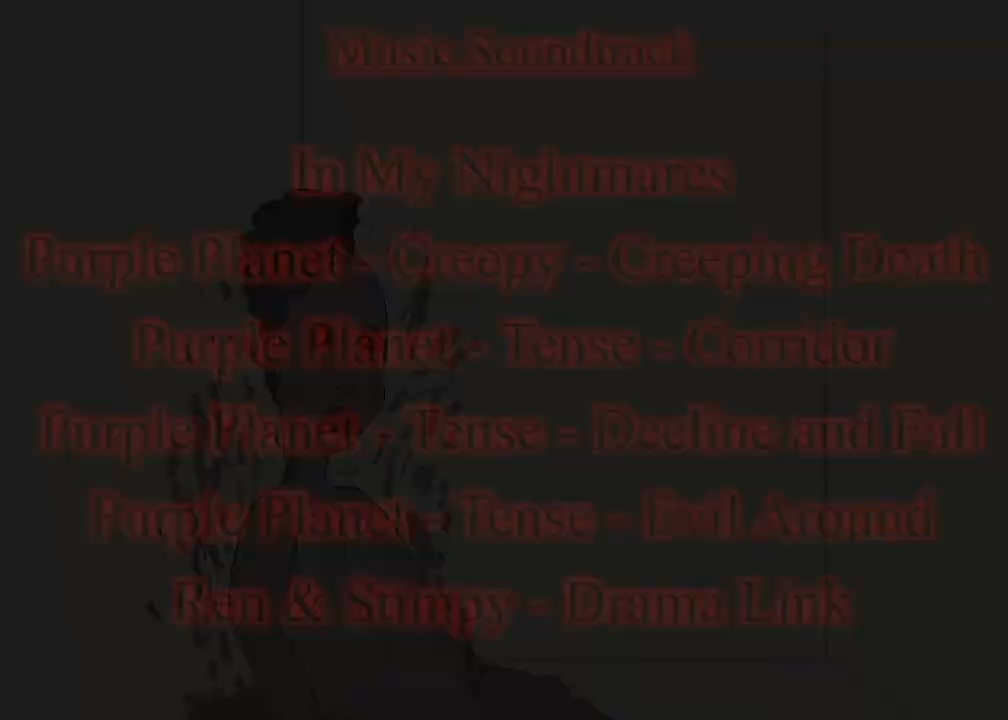 Music Soundtrack
In My Nightmares
Purple Planet - Creepy - Creeping Death
Purple Planet - Tense - Corridor
Purple Planet - Tense - Decline and Fall
Purple Planet - Tense - Evil Around
Ren & Stimpy - Drama Link